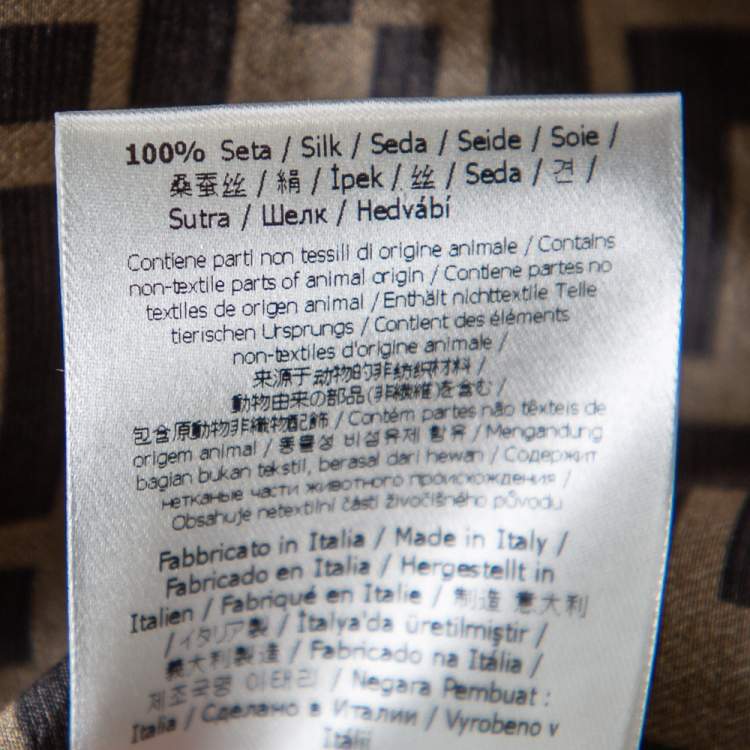 100% Seta / Silk / Seda / Seide / Soie /
桑蚕丝 / 絹 / İpek / 丝 / Seda / 견 /
Sutra / Шелк / Hedvábí
Contiene parti non tessili di origine animale / Contains
non-textile parts of animal origin / Contiene partes no
textiles de origen animal / Enthält nichttextile Teile
tierischen Ursprungs / Contient des éléments
non-textiles d'origine animale /
来源于动物的非纺织材料 /
動物由来の部品(非繊維)を含む /
包含原動物非織物配飾 / Contém partes não têxteis de
origem animal / 동물성 비섬유제 함유 / Mengandung
bagian bukan tekstil, berasal dari hewan / Содержит
нетканые части животного происхождения /
Obsahuje netextilní části živočišného původu
Fabbricato in Italia / Made in Italy /
Fabricado en Italia / Hergestellt in
Italien / Fabriqué en Italie / 制造 意大利
/ イタリア製 / İtalya'da üretilmiştir /
義大利製造 / Fabricado na Itália /
제조국명 이태리 / Negara Pembuat :
Italia / Сделано в Италии / Vyrobeno v
Itálii